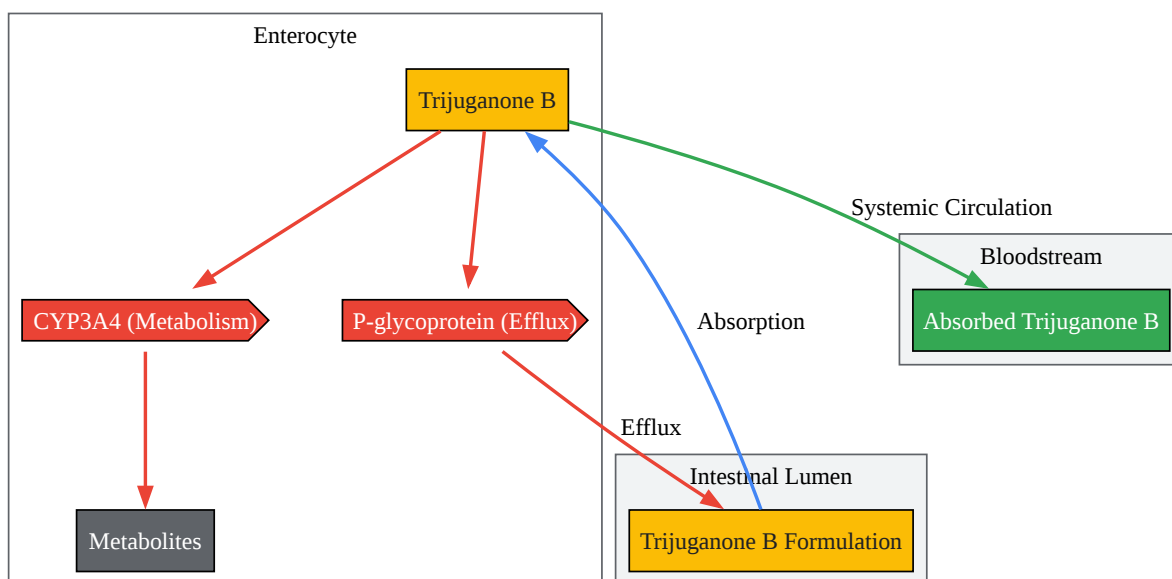 Enterocyte
Trijuganone B
Systemic Circulation
Bloodstream
CYP3A4 (Metabolism)
P-glycoprotein (Efflux)
Absorption
Absorbed Trijuganone B
Efflux
Intestinal Lumen
Metabolites
Trijuganone B Formulation